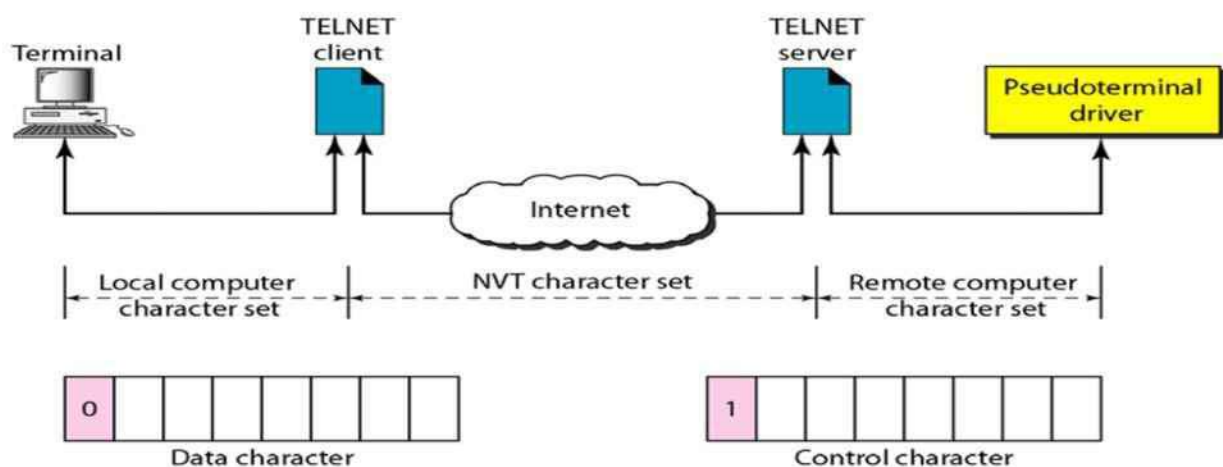 Terminal
TELNET
client
TELNET
server
Pseudoterminal
driver
Internet
Local computer
character set
NVT character set
Remote computer
character set
0
1
Data character
Control character